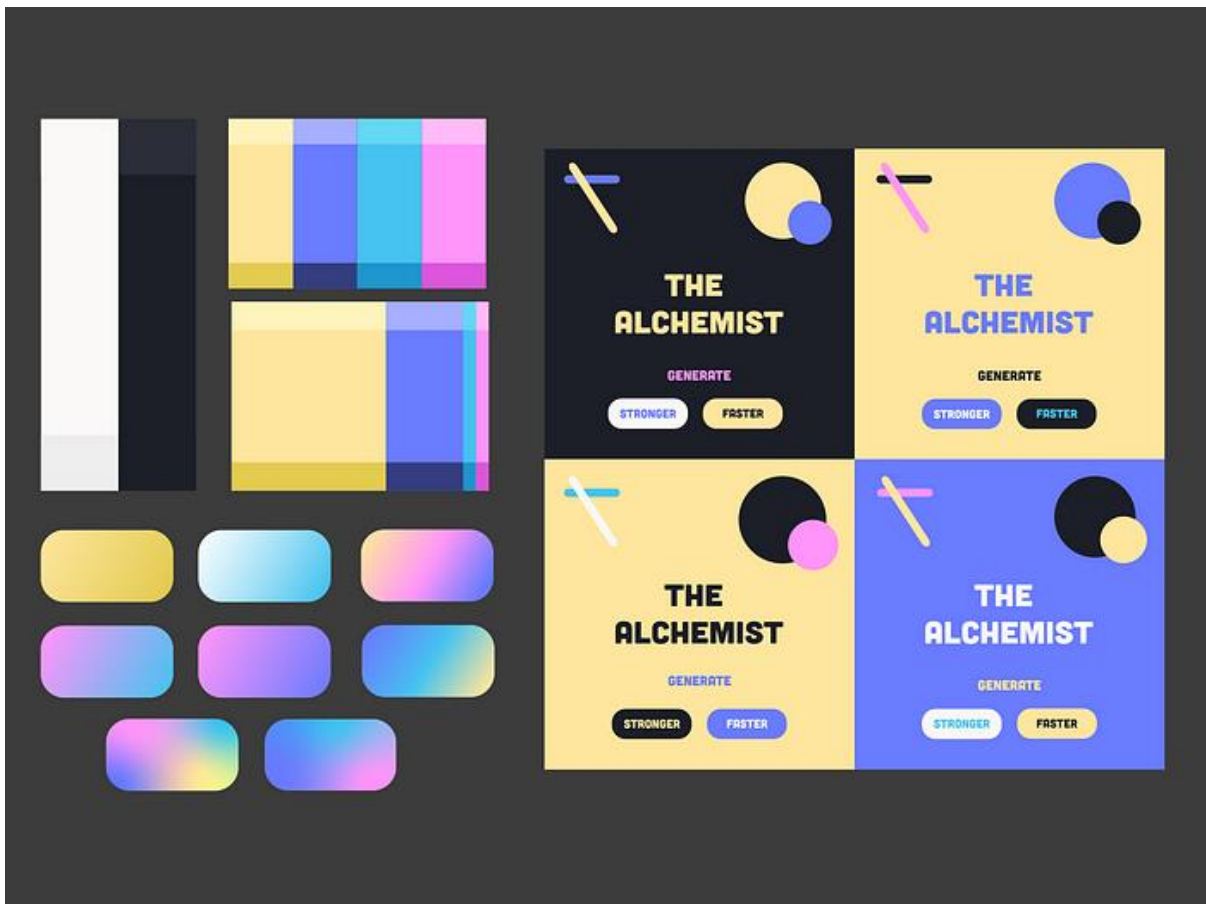 THE
ALCHEMIST
GENERATE
STRONGER FASTER
THE
ALCHEMIST
GENERATE
STRONGER FASTER
THE
ALCHEMIST
GENERATE
STRONGER FASTER
THE
ALCHEMIST
GENERATE
STRONGER FASTER